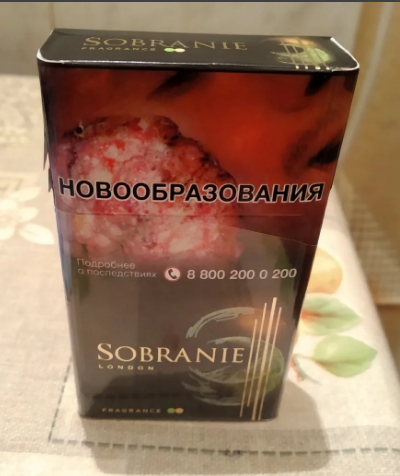 SOBRANIE
FRAGRANCE
НОВООБРАЗОВАНИЯ
Подробнее
о последствиях 8 800 200 0 200
SOBRANIE
LONDON
FRAGRANCE